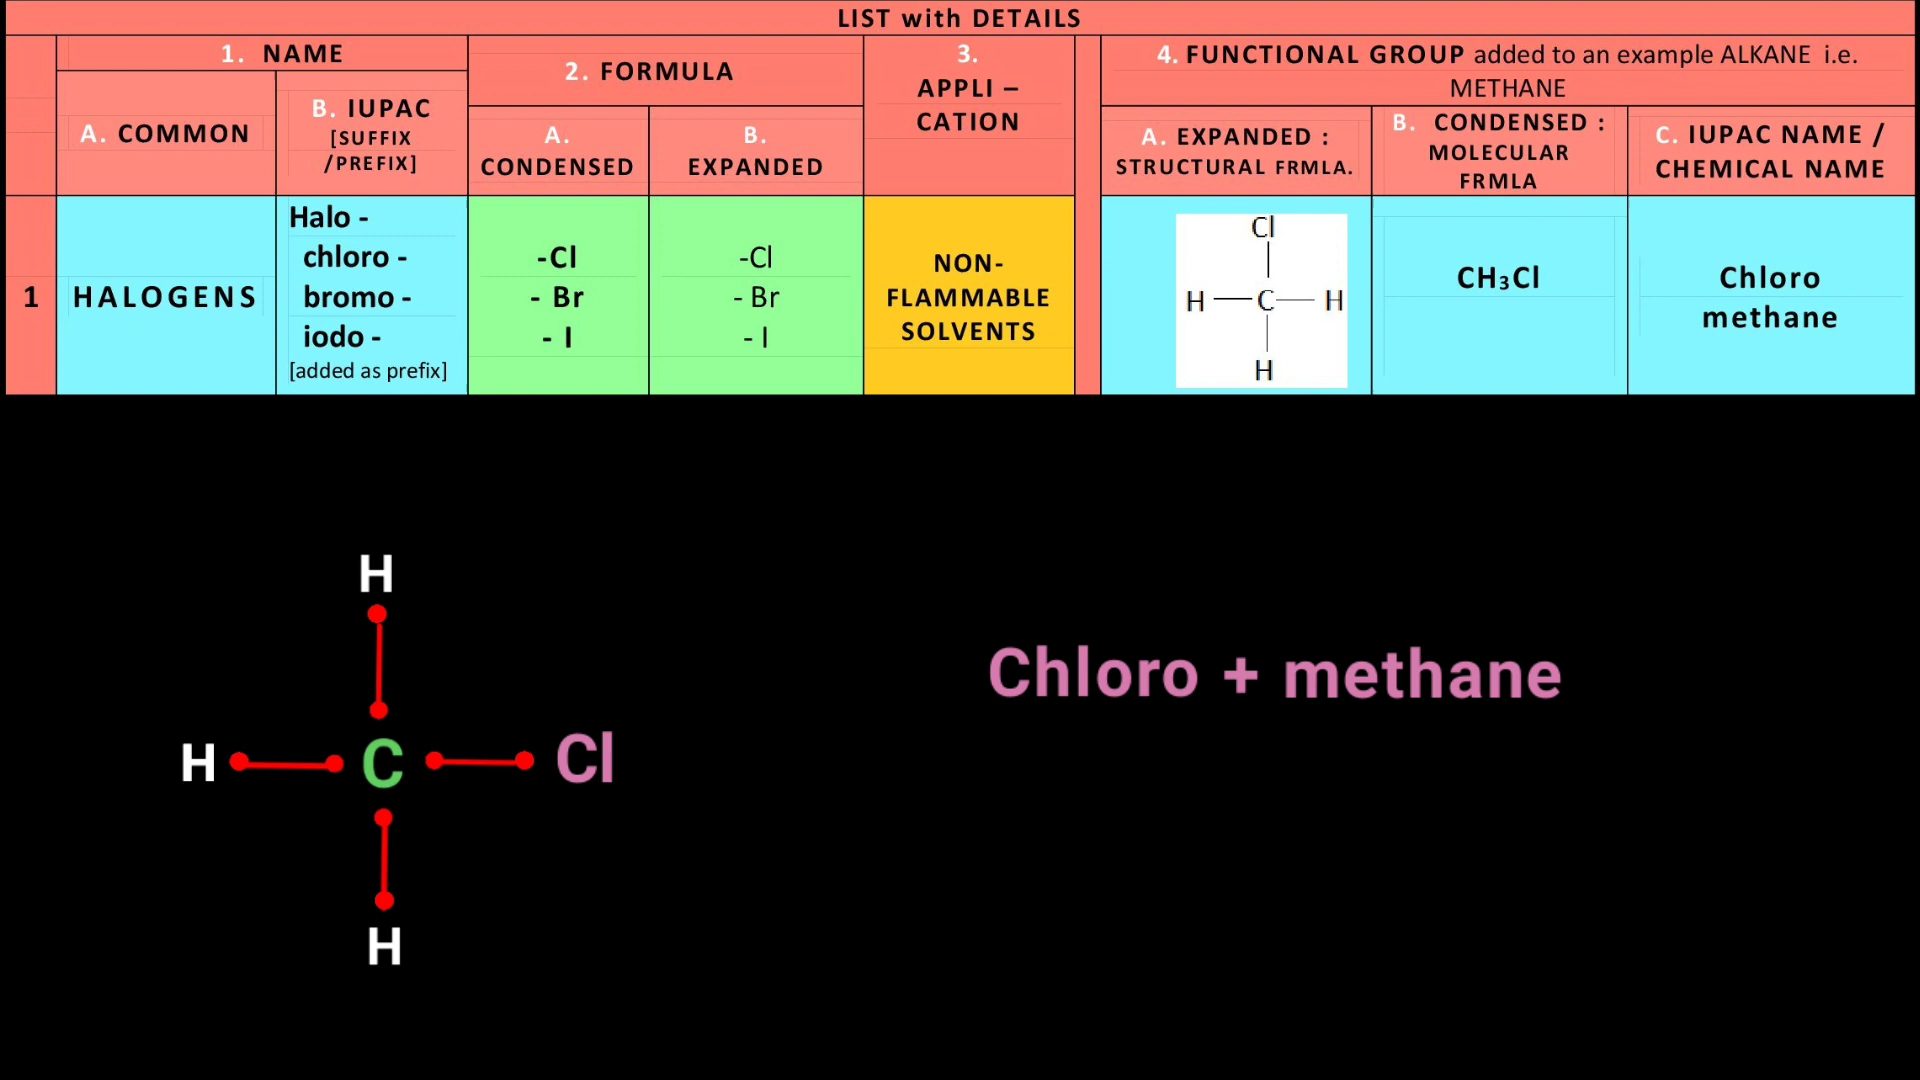 LIST with DETAILS
1. NAME
2. FORMULA
3.
APPLI –
CATION
4. FUNCTIONAL GROUP added to an example ALKANE i.e.
METHANE
A. COMMON
B. IUPAC
[SUFFIX
/PREFIX]
A.
CONDENSED
B.
EXPANDED
A. EXPANDED :
STRUCTURAL FRMLA.
B. CONDENSED :
MOLECULAR
FRMLA
C. IUPAC NAME /
CHEMICAL NAME
1
HALOGENS
Halo -
chloro -
bromo -
iodo -
[added as prefix]
-Cl
- Br
- I
-Cl
- Br
- I
NON-
FLAMMABLE
SOLVENTS
Cl
H C H
H
CH₃Cl
Chloro
methane
H
H C Cl
H
Chloro + methane